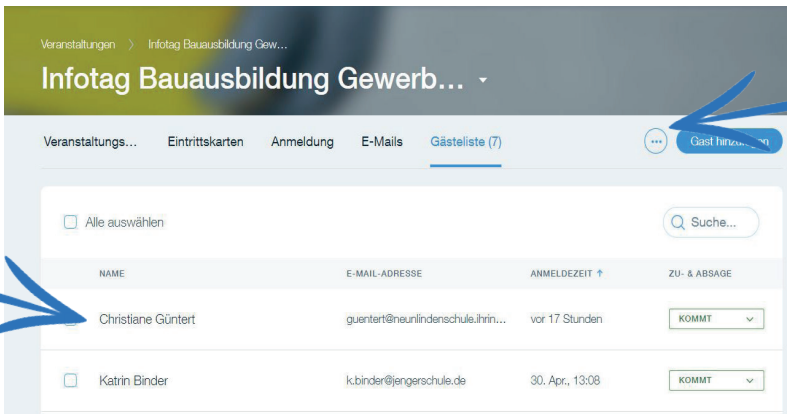 Veranstaltungen > Infotag Bauausbildung Gew...
Infotag Bauausbildung Gewerb...
Veranstaltungs... Eintrittskarten Anmeldung E-Mails Gästeliste (7) ... Gast hinzufügen
Alle auswählen Suche...
NAME E-MAIL-ADRESSE ANMELDEZEIT ↑ ZU- & ABSAGE
Christiane Güntert guentert@neunlindenschule.ihrin... vor 17 Stunden KOMMT
Katrin Binder k.binder@jengerschule.de 30. Apr., 13:08 KOMMT